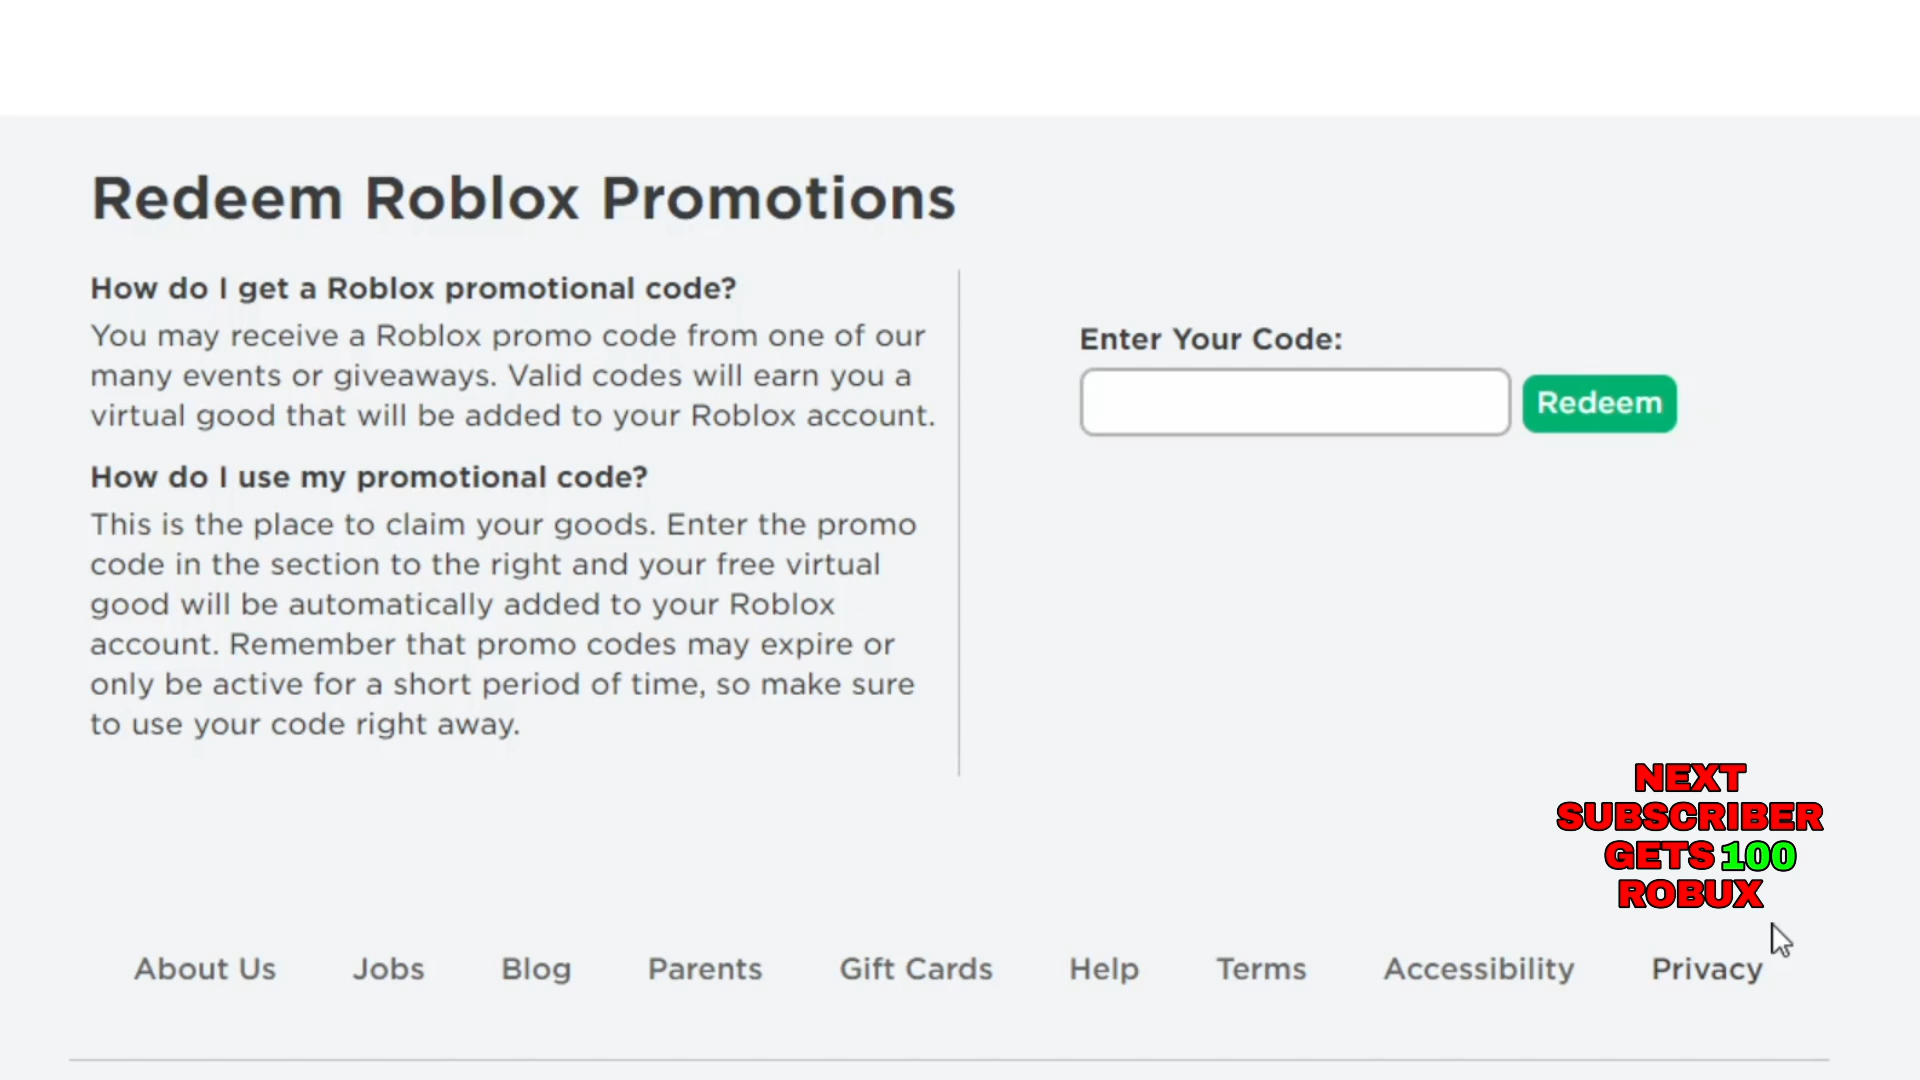 Redeem Roblox Promotions
How do I get a Roblox promotional code?
You may receive a Roblox promo code from one of our
many events or giveaways. Valid codes will earn you a
virtual good that will be added to your Roblox account.
How do I use my promotional code?
This is the place to claim your goods. Enter the promo
code in the section to the right and your free virtual
good will be automatically added to your Roblox
account. Remember that promo codes may expire or
only be active for a short period of time, so make sure
to use your code right away.
Enter Your Code:
Redeem
NEXT
SUBSCRIBER
GETS 100
ROBUX
About Us Jobs Blog Parents Gift Cards Help Terms Accessibility Privacy